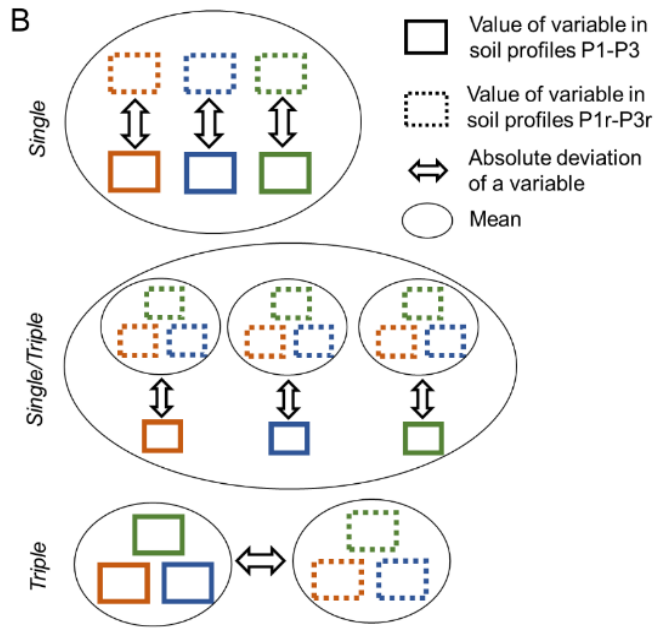 B
Single
Value of variable in
soil profiles P1-P3
Value of variable in
soil profiles P1r-P3r
Absolute deviation
of a variable
Mean
Single/Triple
Triple